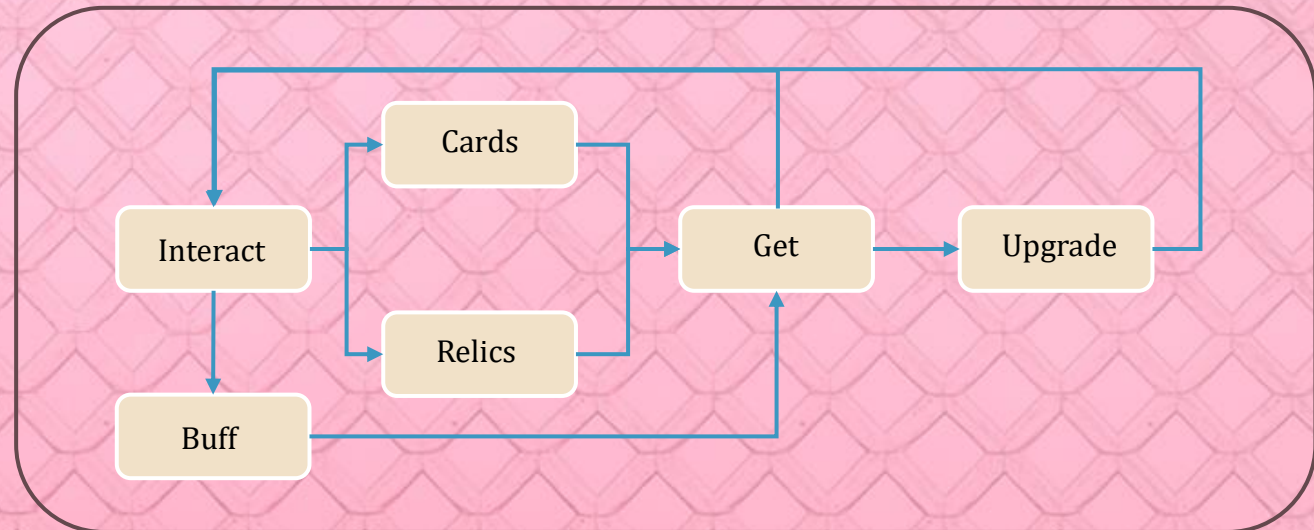 Cards
Interact
Get
Upgrade
Relics
Buff